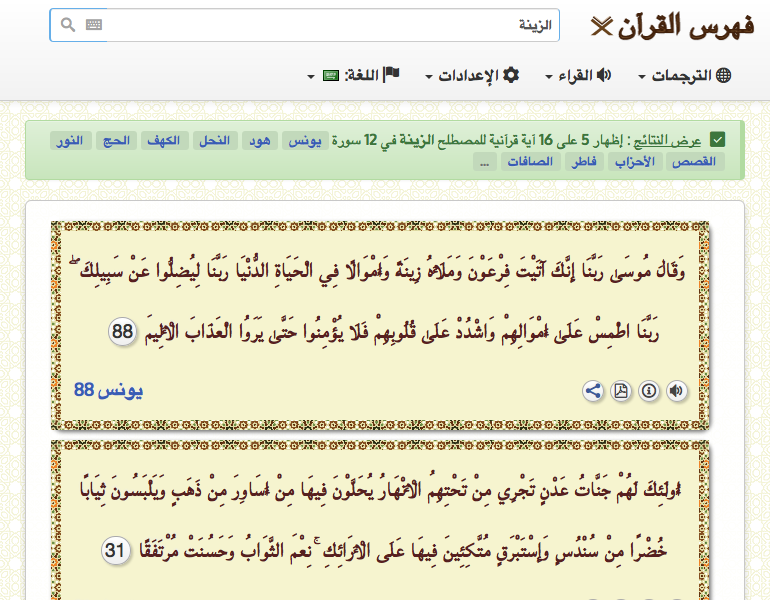 فهرس القرآن
الزينة
الترجمات
القراء
الإعدادات
اللغة:
عرض النتائج : إظهار 5 على 16 آية قرآنية للمصطلح الزينة في 12 سورة يونس هود النحل الكهف الحج النور
القصص الأحزاب فاطر الصافات ...
وَقَالَ مُوسَىٰ رَبَّنَا إِنَّكَ آتَيْتَ فِرْعَوْنَ وَمَلَأَهُ زِينَةً وَأَمْوَالًا فِي الْحَيَاةِ الدُّنْيَا رَبَّنَا لِيُضِلُّوا عَنْ سَبِيلِكَ ۖ
رَبَّنَا اطْمِسْ عَلَىٰ أَمْوَالِهِمْ وَاشْدُدْ عَلَىٰ قُلُوبِهِمْ فَلَا يُؤْمِنُوا حَتَّىٰ يَرَوُا الْعَذَابَ الْأَلِيمَ 88
يونس 88
أُولَٰئِكَ لَهُمْ جَنَّاتُ عَدْنٍ تَجْرِي مِنْ تَحْتِهِمُ الْأَنْهَارُ يُحَلَّوْنَ فِيهَا مِنْ أَسَاوِرَ مِنْ ذَهَبٍ وَيَلْبَسُونَ ثِيَابًا
خُضْرًا مِنْ سُنْدُسٍ وَإِسْتَبْرَقٍ مُتَّكِئِينَ فِيهَا عَلَى الْأَرَائِكِ ۚ نِعْمَ الثَّوَابُ وَحَسُنَتْ مُرْتَفَقًا 31